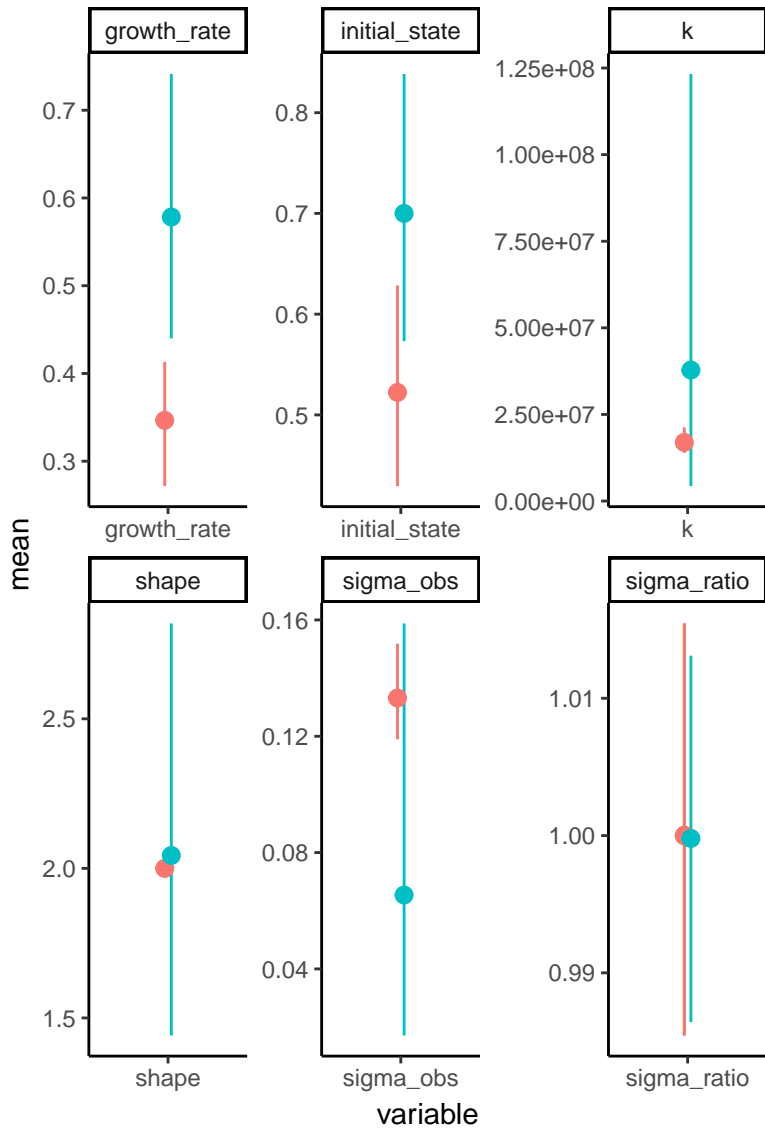 growth_rate
initial_state
k
0.7
0.6
0.5
0.4
0.3
0.8
0.7
0.6
0.5
1.25e+08
1.00e+08
7.50e+07
5.00e+07
2.50e+07
0.00e+00
growth_rate
initial_state
k
mean
shape
sigma_obs
sigma_ratio
2.5
2.0
1.5
0.16
0.12
0.08
0.04
1.01
1.00
0.99
shape
sigma_obs
sigma_ratio
variable